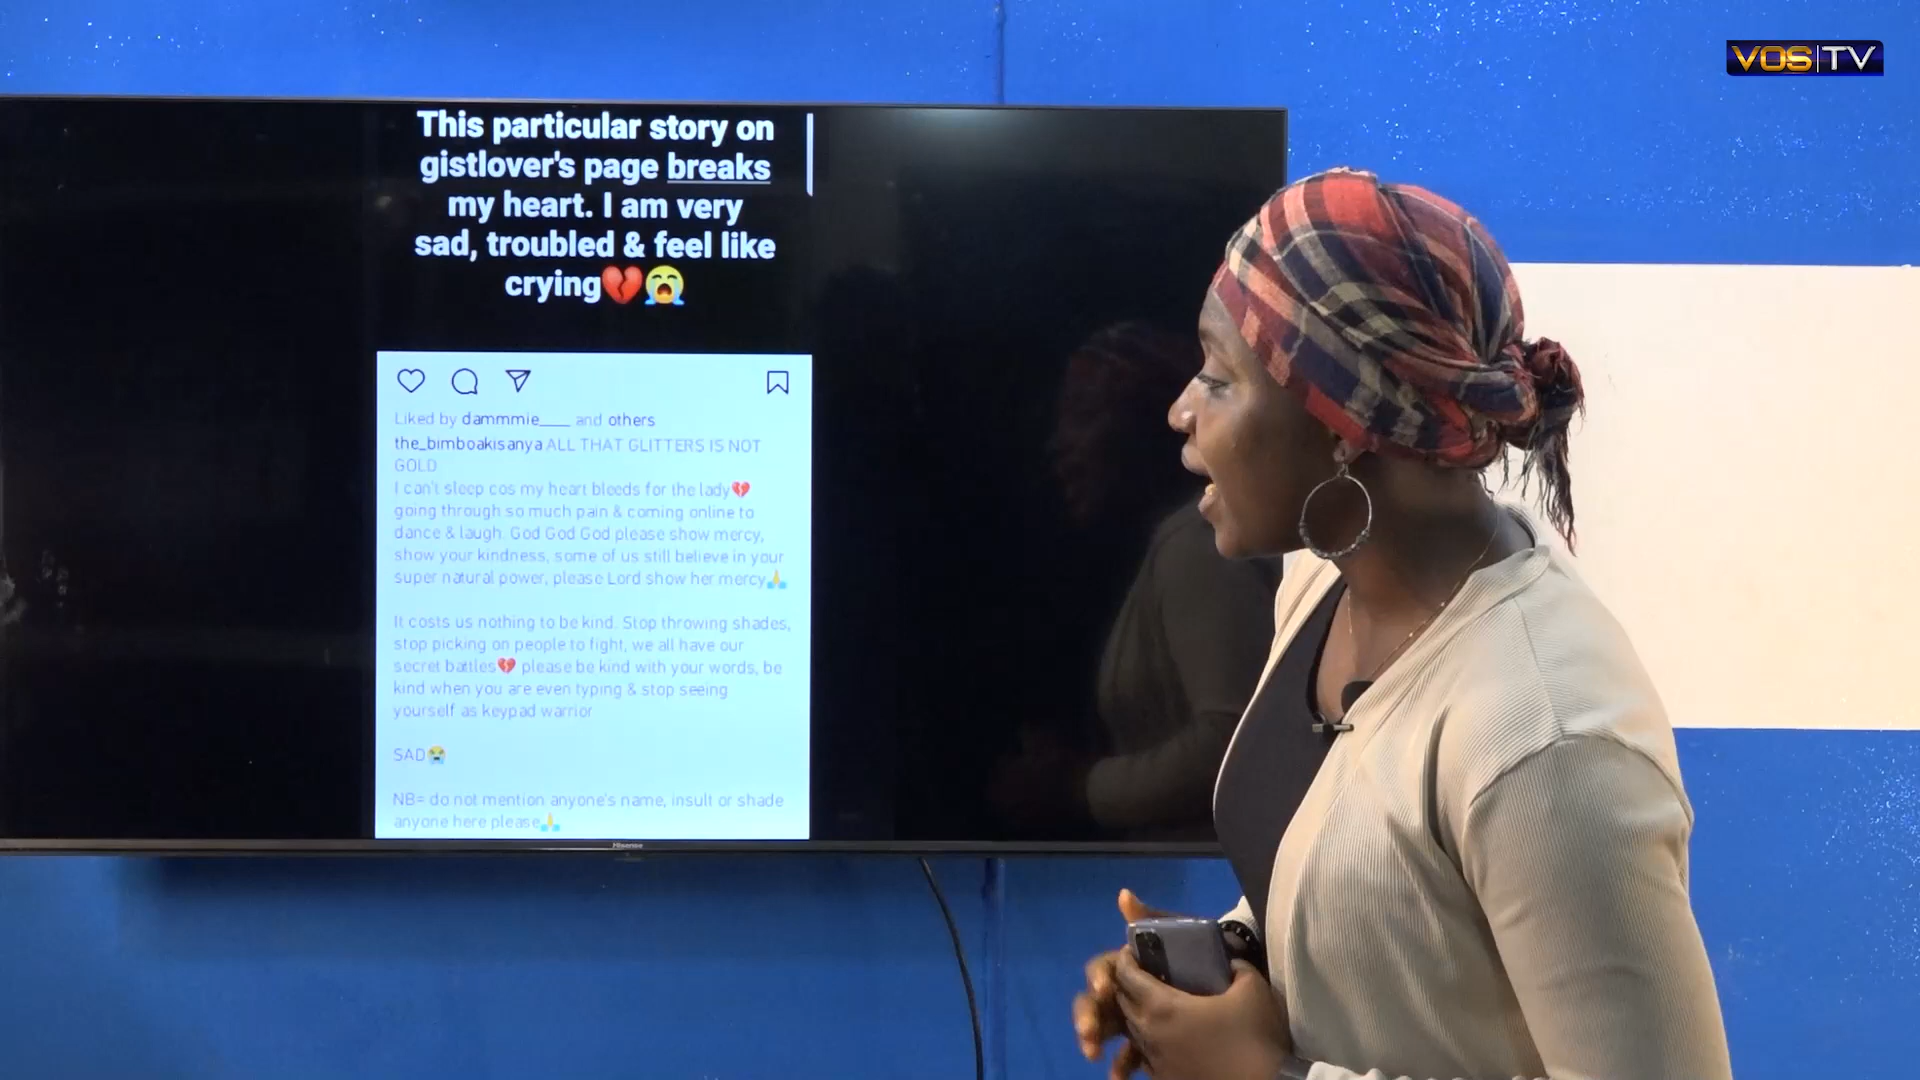 VOS|TV
This particular story on
gistlover's page breaks
my heart. I am very
sad, troubled & feel like
crying💔😭
Liked by dammmie____ and others
the_bimboakisanya ALL THAT GLITTERS IS NOT
GOLD
I can't sleep cos my heart bleeds for the lady💔
going through so much pain & coming online to
dance & laugh. God God God please show mercy,
show your kindness, some of us still believe in your
super natural power, please Lord show her mercy🙏
It costs us nothing to be kind. Stop throwing shades,
stop picking on people to fight, we all have our
secret battles💔 please be kind with your words, be
kind when you are even typing & stop seeing
yourself as keypad warrior
SAD😭
NB= do not mention anyone's name, insult or shade
anyone here please🙏
Hisense